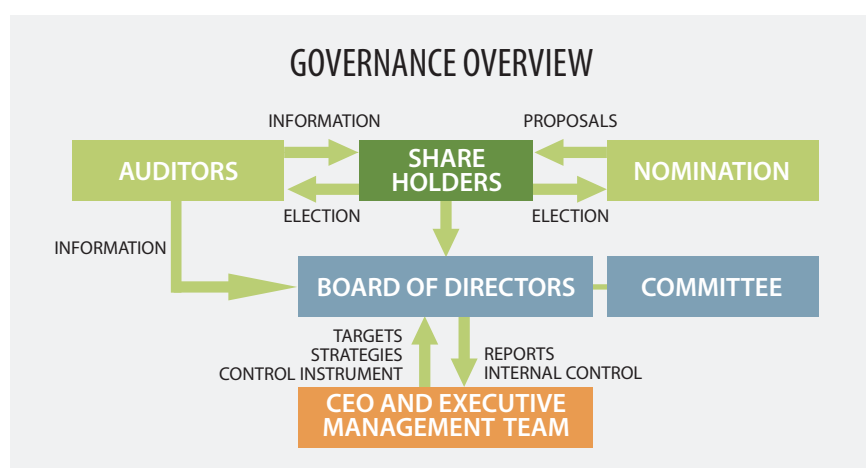 GOVERNANCE OVERVIEW
INFORMATION
PROPOSALS
AUDITORS
SHARE
HOLDERS
NOMINATION
ELECTION
ELECTION
INFORMATION
BOARD OF DIRECTORS
COMMITTEE
TARGETS
STRATEGIES
CONTROL INSTRUMENT
REPORTS
INTERNAL CONTROL
CEO AND EXECUTIVE
MANAGEMENT TEAM